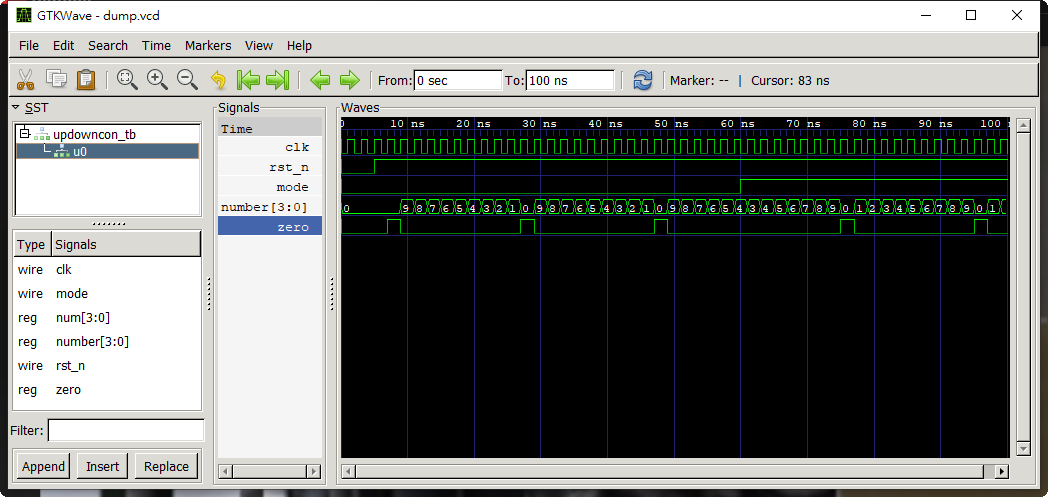 GTKWave - dump.vcd
File Edit Search Time Markers View Help
From: 0 sec To: 100 ns Marker: -- | Cursor: 83 ns
SST
updowncon_tb
u0
Type Signals
wire clk
wire mode
reg num[3:0]
reg number[3:0]
wire rst_n
reg zero
Filter:
Append Insert Replace
Signals
Time
clk
rst_n
mode
number[3:0]
zero
Waves
0 10 ns 20 ns 30 ns 40 ns 50 ns 60 ns 70 ns 80 ns 90 ns 100
0 9 8 7 6 5 4 3 2 1 0 9 8 7 6 5 4 3 2 1 0 9 8 7 6 5 4 3 4 5 6 7 8 9 0 1 2 3 4 5 6 7 8 9 0 1